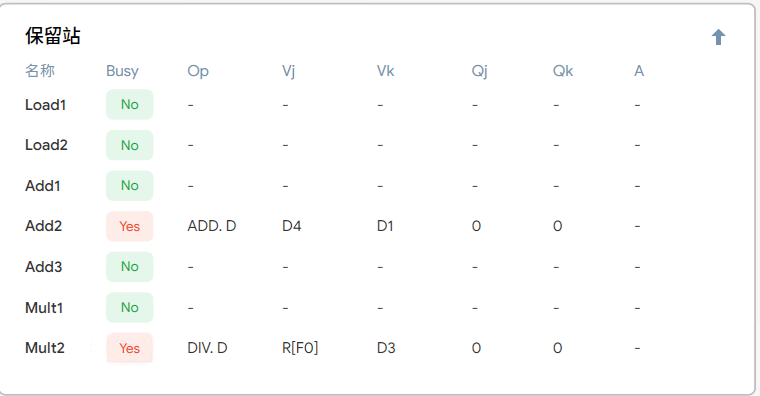 保留站
名称 Busy Op Vj Vk Qj Qk A
Load1 No - - - - - -
Load2 No - - - - - -
Add1 No - - - - - -
Add2 Yes ADD. D D4 D1 0 0 -
Add3 No - - - - - -
Mult1 No - - - - - -
Mult2 Yes DIV. D R[F0] D3 0 0 -